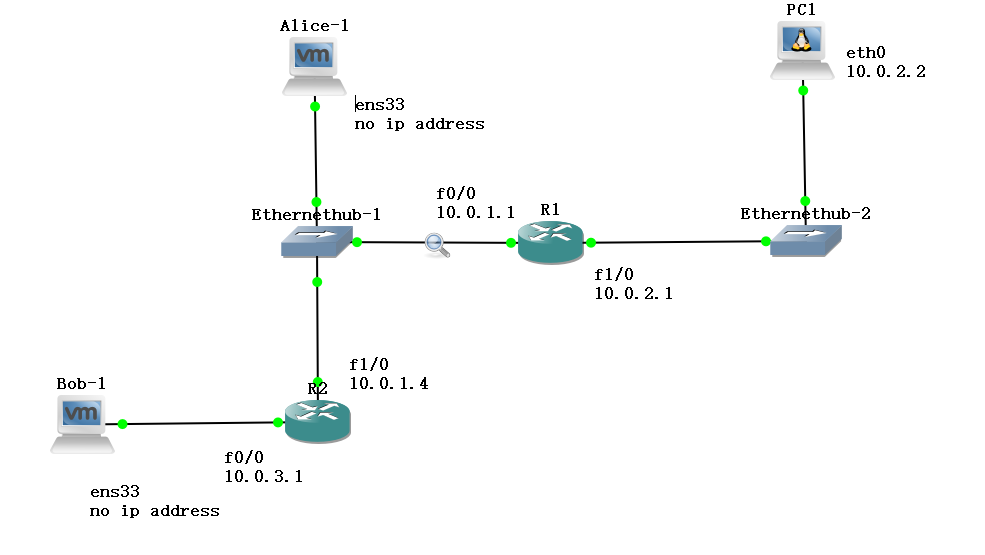 PC1
Alice-1
eth0
10.0.2.2
vm
ens33
no ip address
f0/0
10.0.1.1
R1
Ethernethub-1
Ethernethub-2
f1/0
10.0.2.1
f1/0
10.0.1.4
R2
Bob-1
vm
f0/0
10.0.3.1
ens33
no ip address